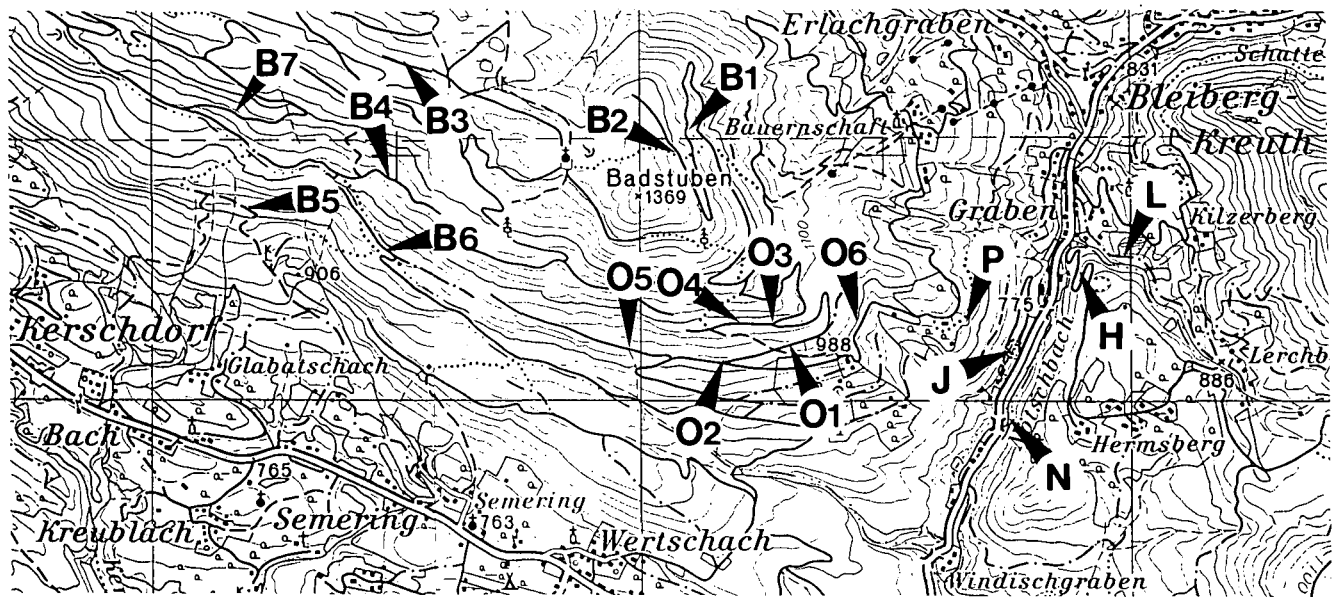 Erlachgraben
831
Schatte
Bleiberg-
Kreuth
B7
B4
B3
B2
B1
Bauernschaft
Badstuben
1369
Graben
L
Kilzerberg
B5
B6
906
O5
O4
O3
O6
P
1001
775
H
J
988
Kerschdorf
Glabatschach
Lerchb
886
O2
O1
Bach
765
Hermsberg
N
Semering
763
Semering
Kreublach
Wertschach
Windischgraben
1100